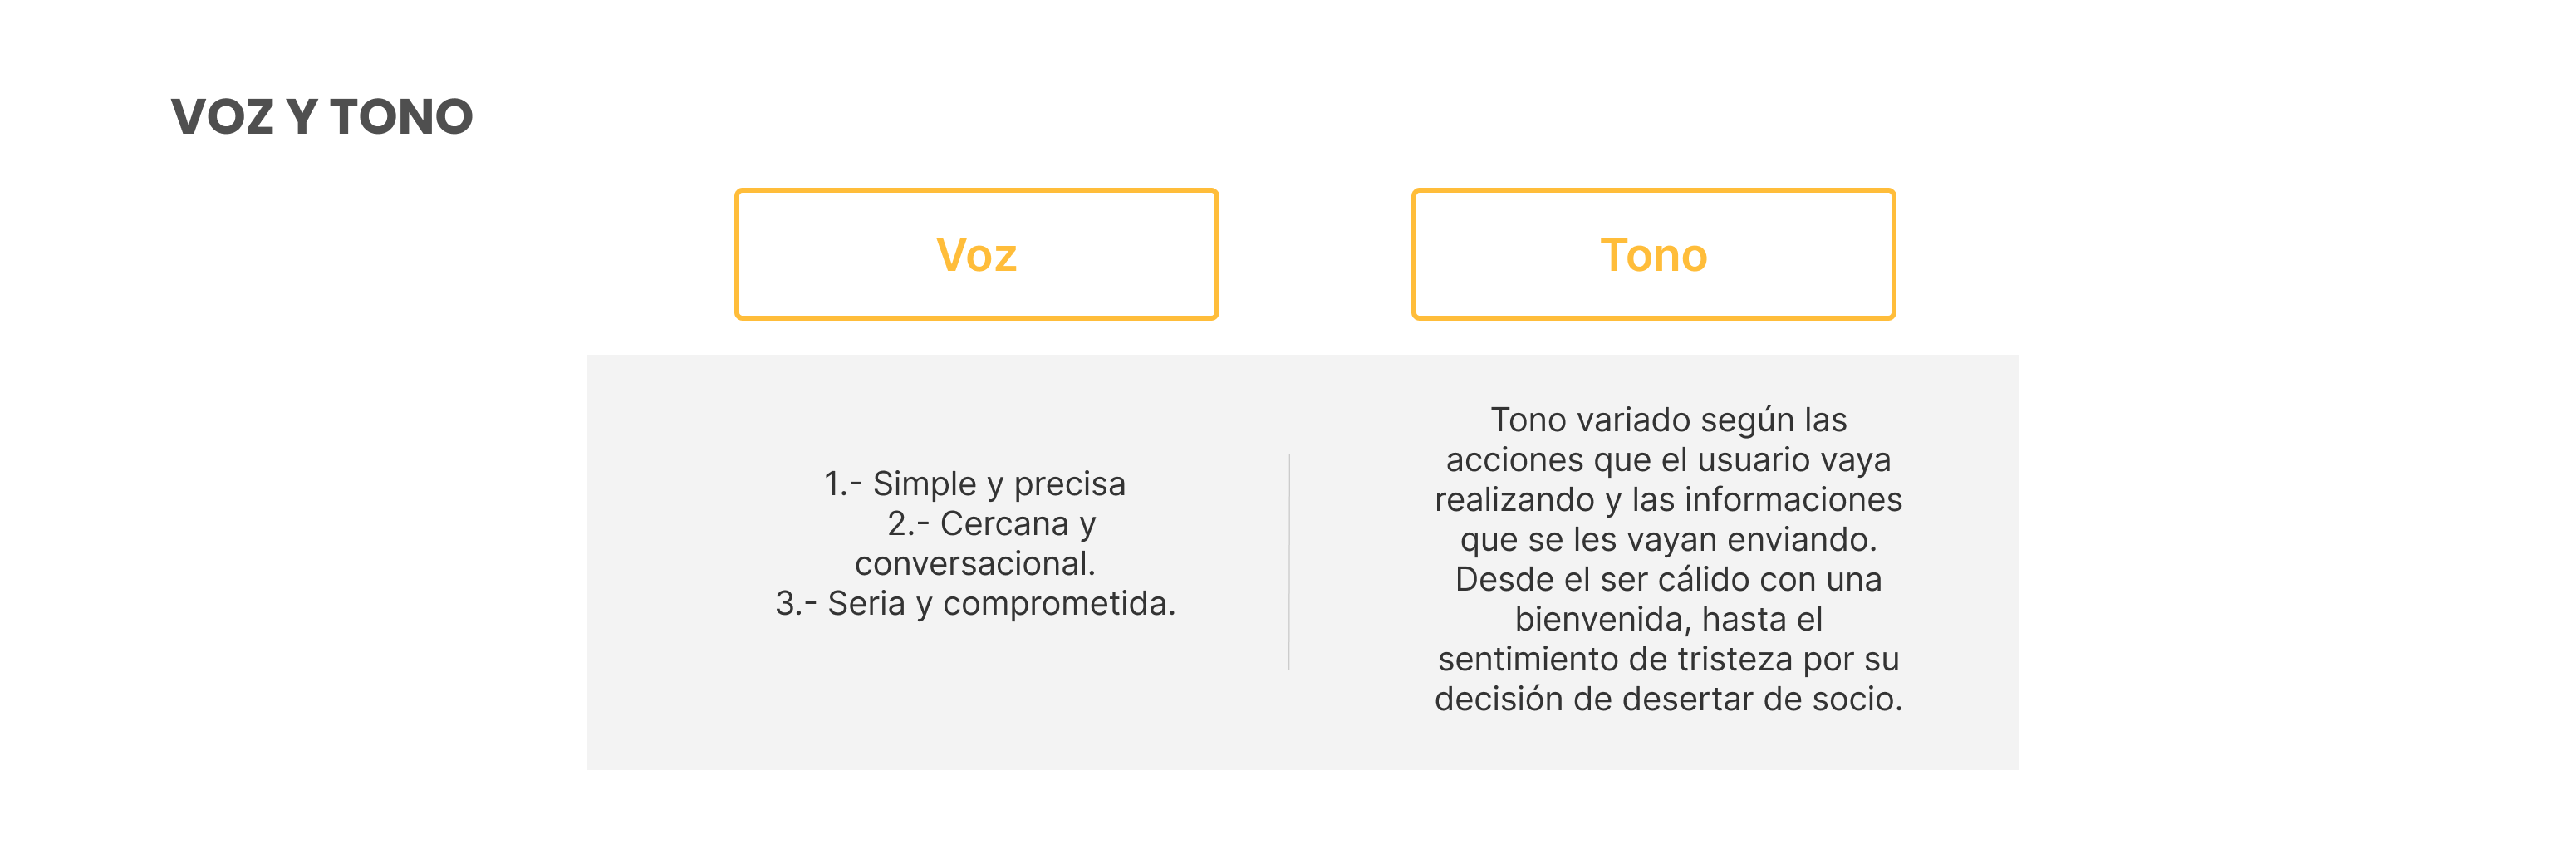 VOZ Y TONO
Voz
Tono
1.- Simple y precisa
2.- Cercana y
conversacional.
3.- Seria y comprometida.
Tono variado según las
acciones que el usuario vaya
realizando y las informaciones
que se les vayan enviando.
Desde el ser cálido con una
bienvenida, hasta el
sentimiento de tristeza por su
decisión de desertar de socio.